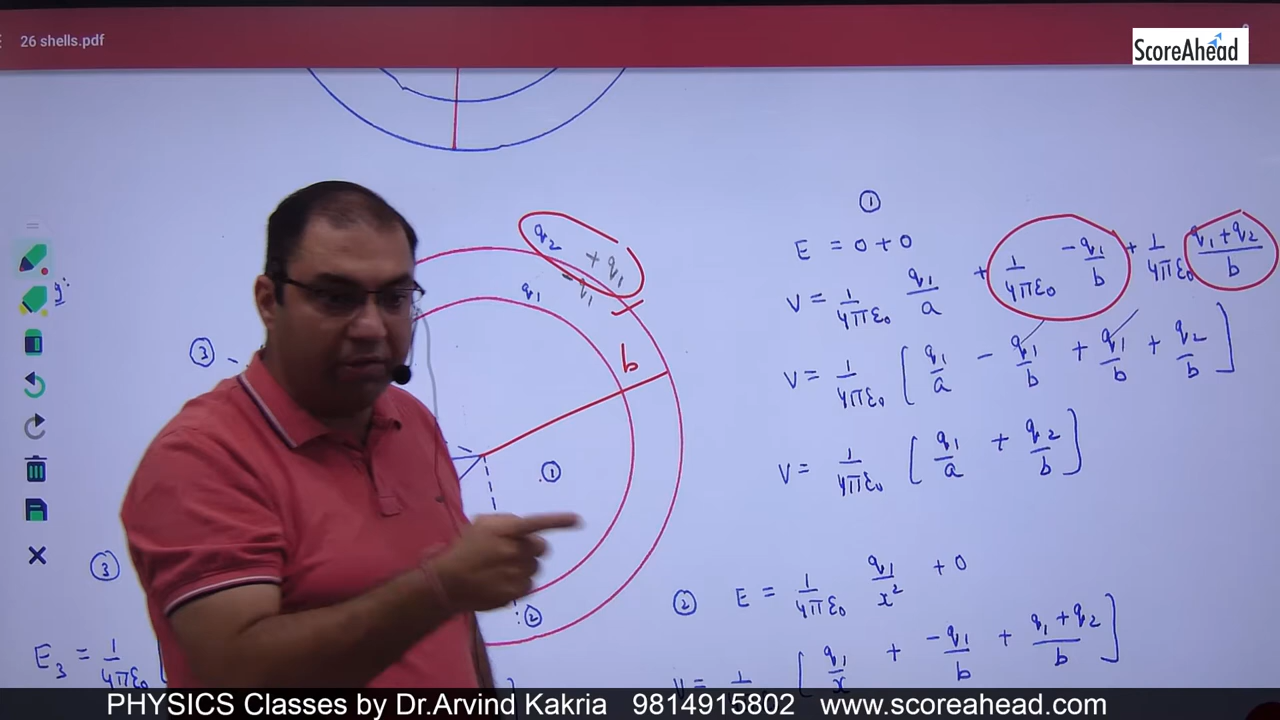 26 shells.pdf
ScoreAhead
①
E = 0 + 0
V = 1/4πε₀ q₁/a + 1/4πε₀ -q₁/b + 1/4πε₀ q₁+q₂/b
V = 1/4πε₀ [ q₁/a - q₁/b + q₁/b + q₂/b ]
V = 1/4πε₀ [ q₁/a + q₂/b ]
② E = 1/4πε₀ q₁/x² + 0
V = 1 [ q₁/x + -q₁/b + q₁+q₂/b ]
q₂ + q₁
-q₁
q₁
b
③
①
②
③
E₃ = 1/4πε₀
PHYSICS Classes by Dr.Arvind Kakria 9814915802 www.scoreahead.com